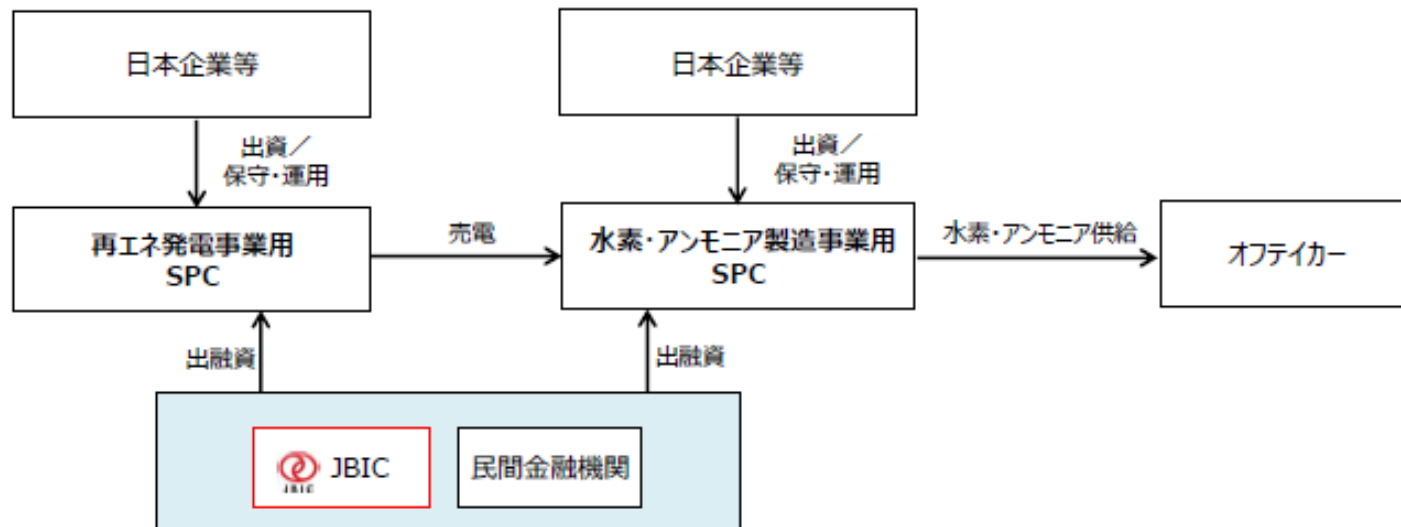 日本企業等
日本企業等
出資／
保守・運用
出資／
保守・運用
再エネ発電事業用
SPC
売電
水素・アンモニア製造事業用
SPC
水素・アンモニア供給
オフテイカー
出融資
出融資
JBIC
JBIC
民間金融機関